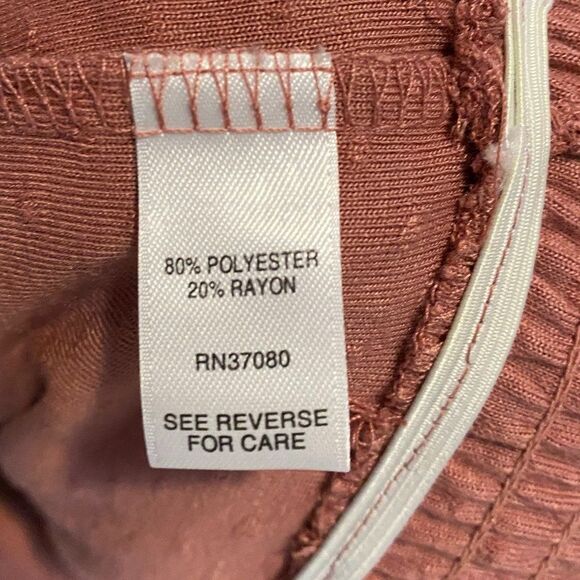 80% POLYESTER
20% RAYON
RN37080
SEE REVERSE
FOR CARE